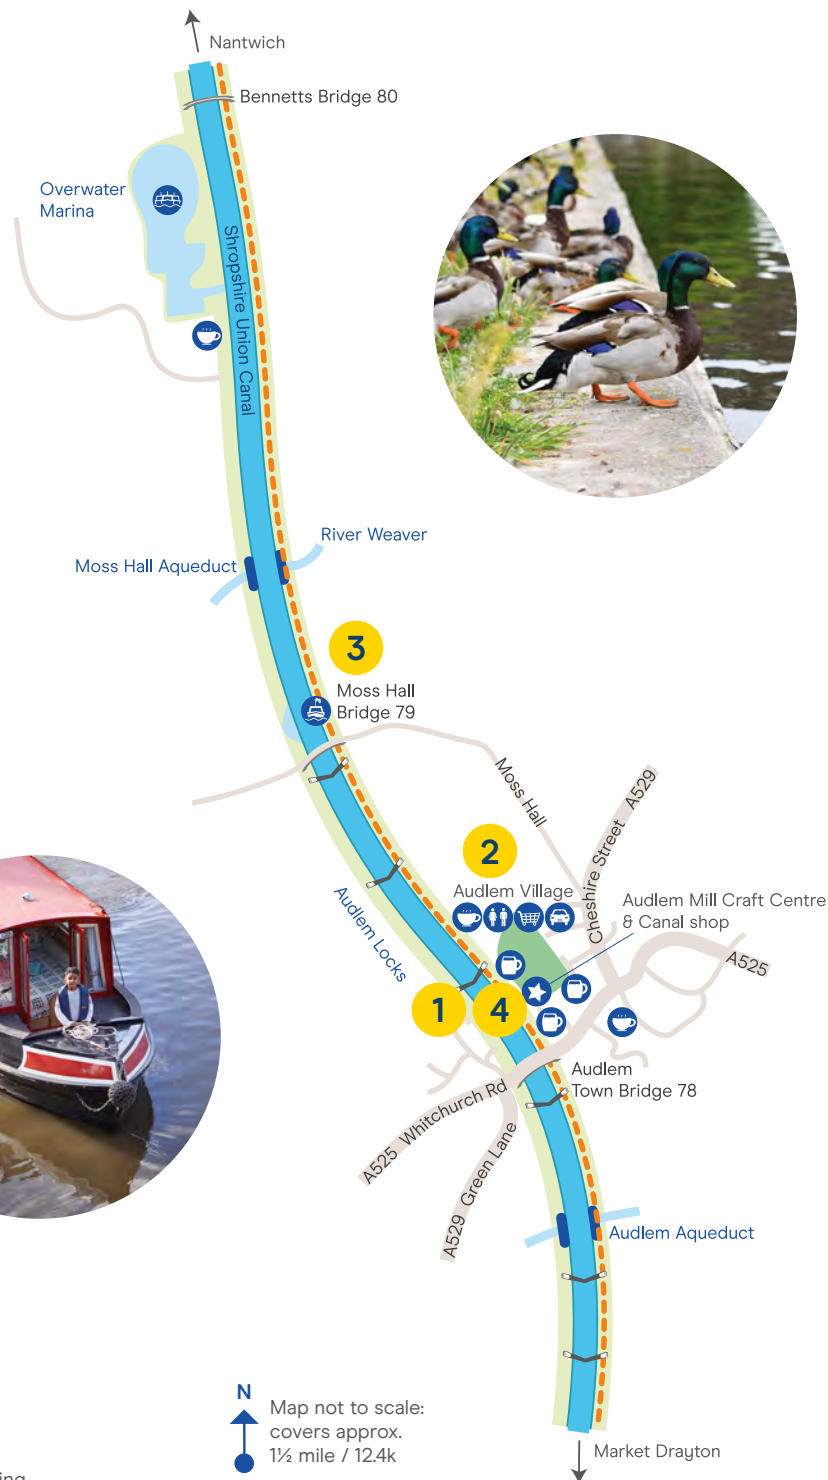 Nantwich
Bennetts Bridge 80
Overwater
Marina
Shropshire Union Canal
River Weaver
Moss Hall Aqueduct
3
Moss Hall
Bridge 79
Moss Hall
Cheshire Street A529
2
Audlem Village
Audlem Mill Craft Centre
& Canal shop
A525
Audlem Locks
1
4
Audlem
Town Bridge 78
A525 Whitchurch Rd
A529 Green Lane
Audlem Aqueduct
N
Map not to scale:
covers approx.
1½ mile / 12.4k
Market Drayton